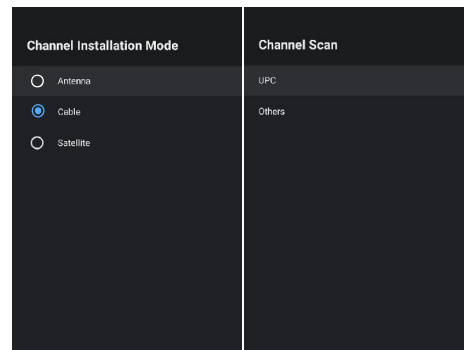 Channel Installation Mode
Antenna
Cable
Satellite
Channel Scan
UPC
Others